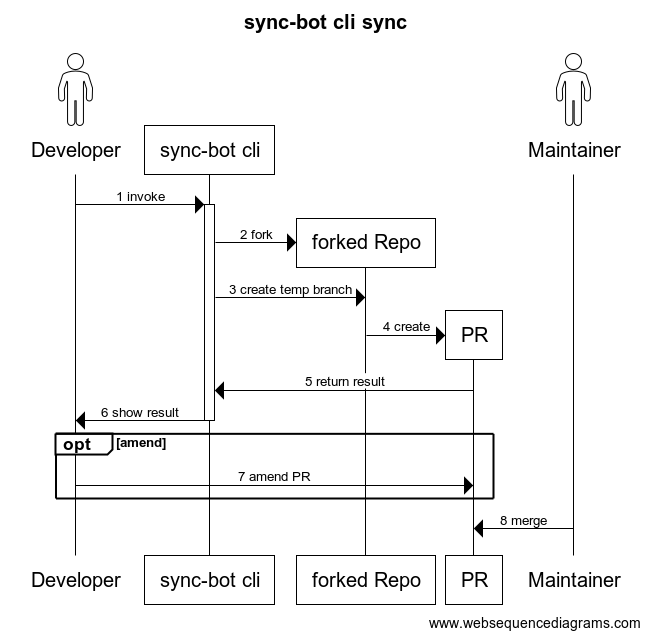 sync-bot cli sync
Developer
sync-bot cli
Maintainer
1 invoke
2 fork
forked Repo
3 create temp branch
4 create
PR
5 return result
6 show result
opt [amend]
7 amend PR
8 merge
Developer
sync-bot cli
forked Repo
PR
Maintainer
www.websequencediagrams.com